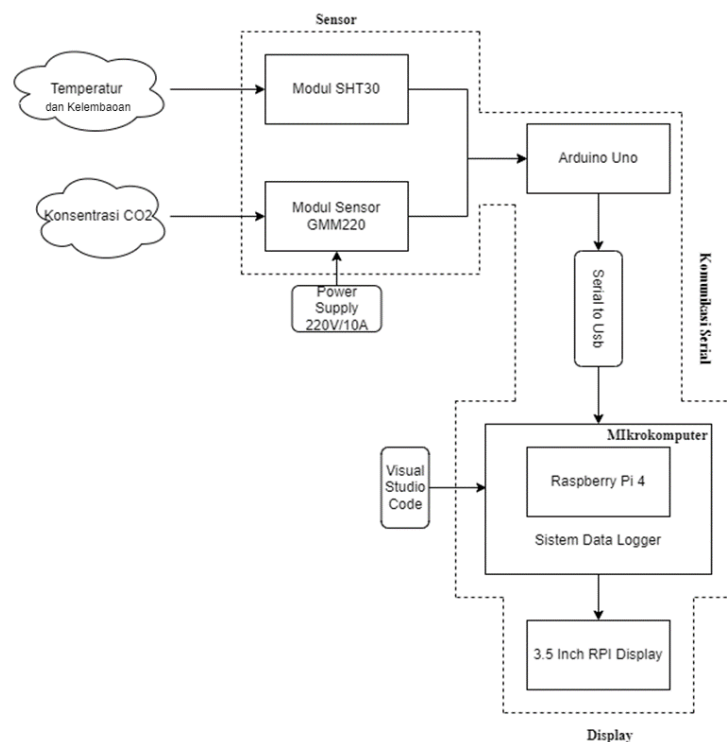 Sensor
Temperatur
dan Kelembaoan
Modul SHT30
Arduino Uno
Konsentrasi CO2
Modul Sensor
GMM220
Power
Supply
220V/10A
Serial to Usb
Komunikasi Serial
MIkrokomputer
Visual
Studio
Code
Raspberry Pi 4
Sistem Data Logger
3.5 Inch RPI Display
Display